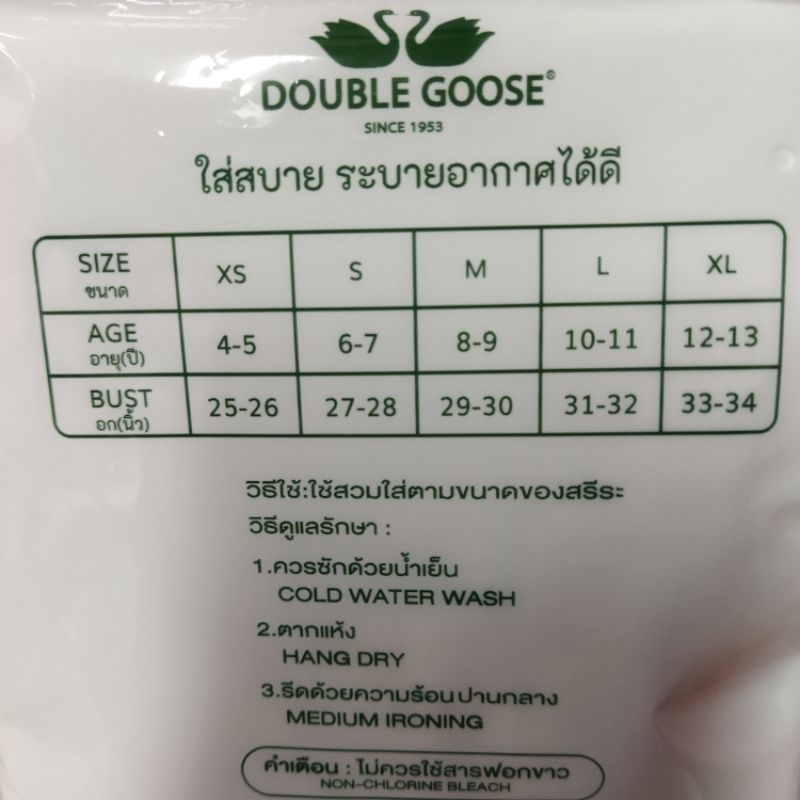 DOUBLE GOOSE®
SINCE 1953
ใส่สบาย ระบายอากาศได้ดี
SIZE XS S M L XL
ขนาด
AGE 4-5 6-7 8-9 10-11 12-13
อายุ(ปี)
BUST 25-26 27-28 29-30 31-32 33-34
อก(นิ้ว)
วิธีใช้:ใช้สวมใส่ตามขนาดของสรีระ
วิธีดูแลรักษา :
1.ควรซักด้วยน้ำเย็น
COLD WATER WASH
2.ตากแห้ง
HANG DRY
3.รีดด้วยความร้อนปานกลาง
MEDIUM IRONING
คำเตือน : ไม่ควรใช้สารฟอกขาว
NON-CHLORINE BLEACH